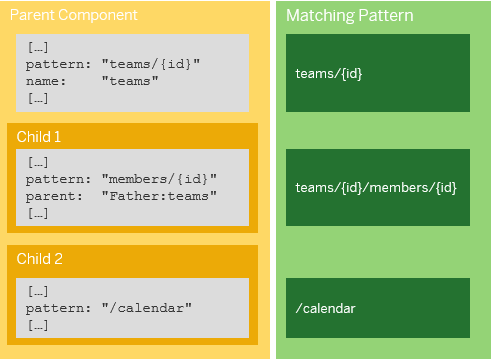 Parent Component
[...]
pattern: "teams/{id}"
name: "teams"
[...]
Child 1
[...]
pattern: "members/{id}"
parent: "Father:teams"
[...]
Child 2
[...]
pattern: "/calendar"
[...]
Matching Pattern
teams/{id}
teams/{id}/members/{id}
/calendar